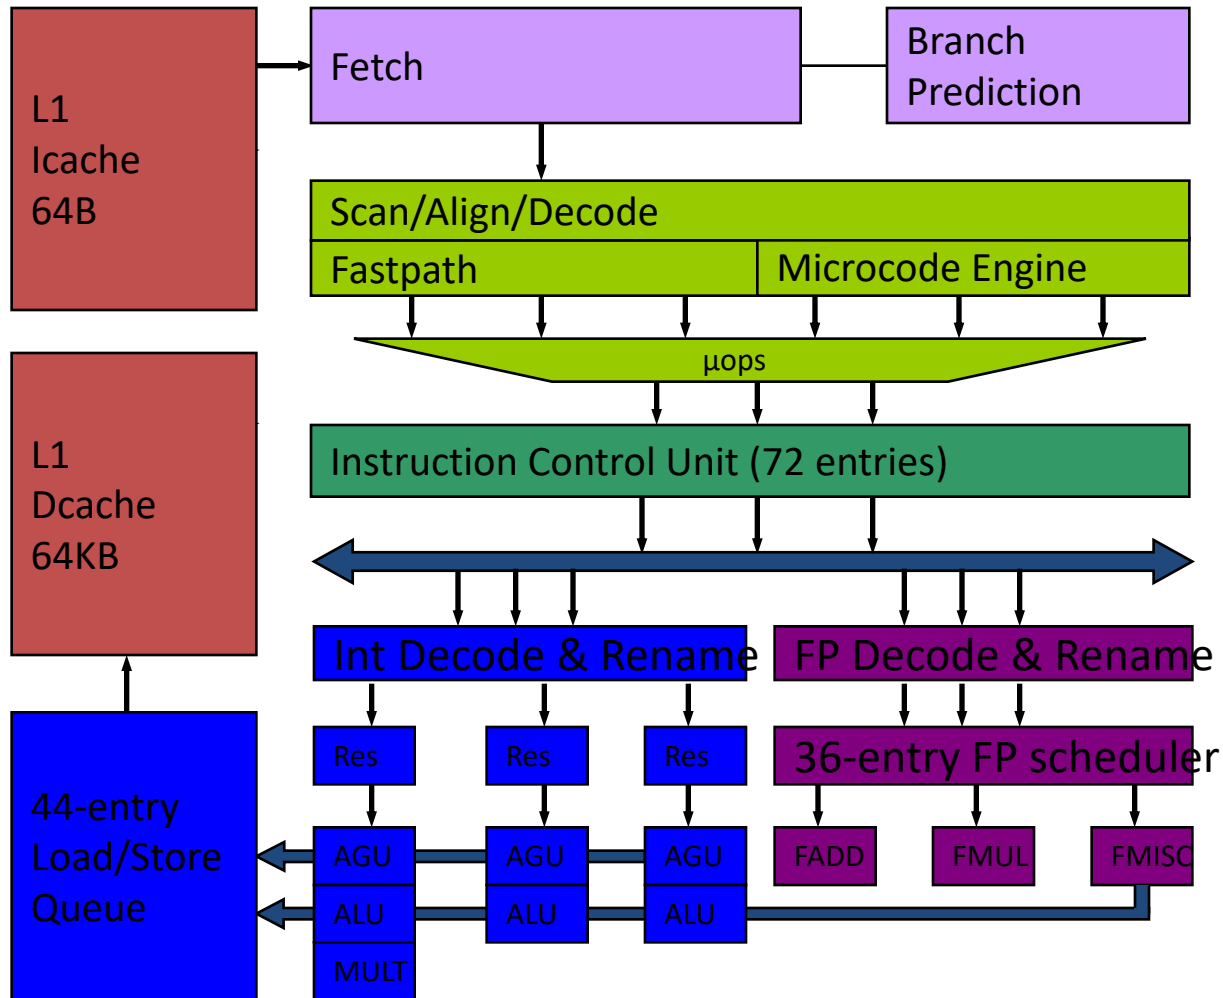 L1
Icache
64B
Fetch
Branch
Prediction
Scan/Align/Decode
Fastpath
Microcode Engine
µops
L1
Dcache
64KB
Instruction Control Unit (72 entries)
Int Decode & Rename
FP Decode & Rename
Res
Res
Res
36-entry FP scheduler
44-entry
Load/Store
Queue
AGU
AGU
AGU
FADD
FMUL
FMISC
ALU
ALU
ALU
MULT